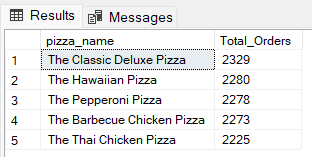 Results Messages
pizza_name Total_Orders
1 The Classic Deluxe Pizza 2329
2 The Hawaiian Pizza 2280
3 The Pepperoni Pizza 2278
4 The Barbecue Chicken Pizza 2273
5 The Thai Chicken Pizza 2225